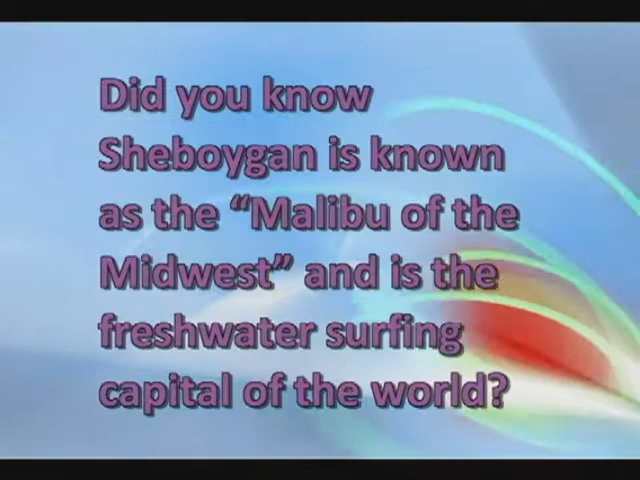 Did you know
Sheboygan is known
as the “Malibu of the
Midwest” and is the
freshwater surfing
capital of the world?